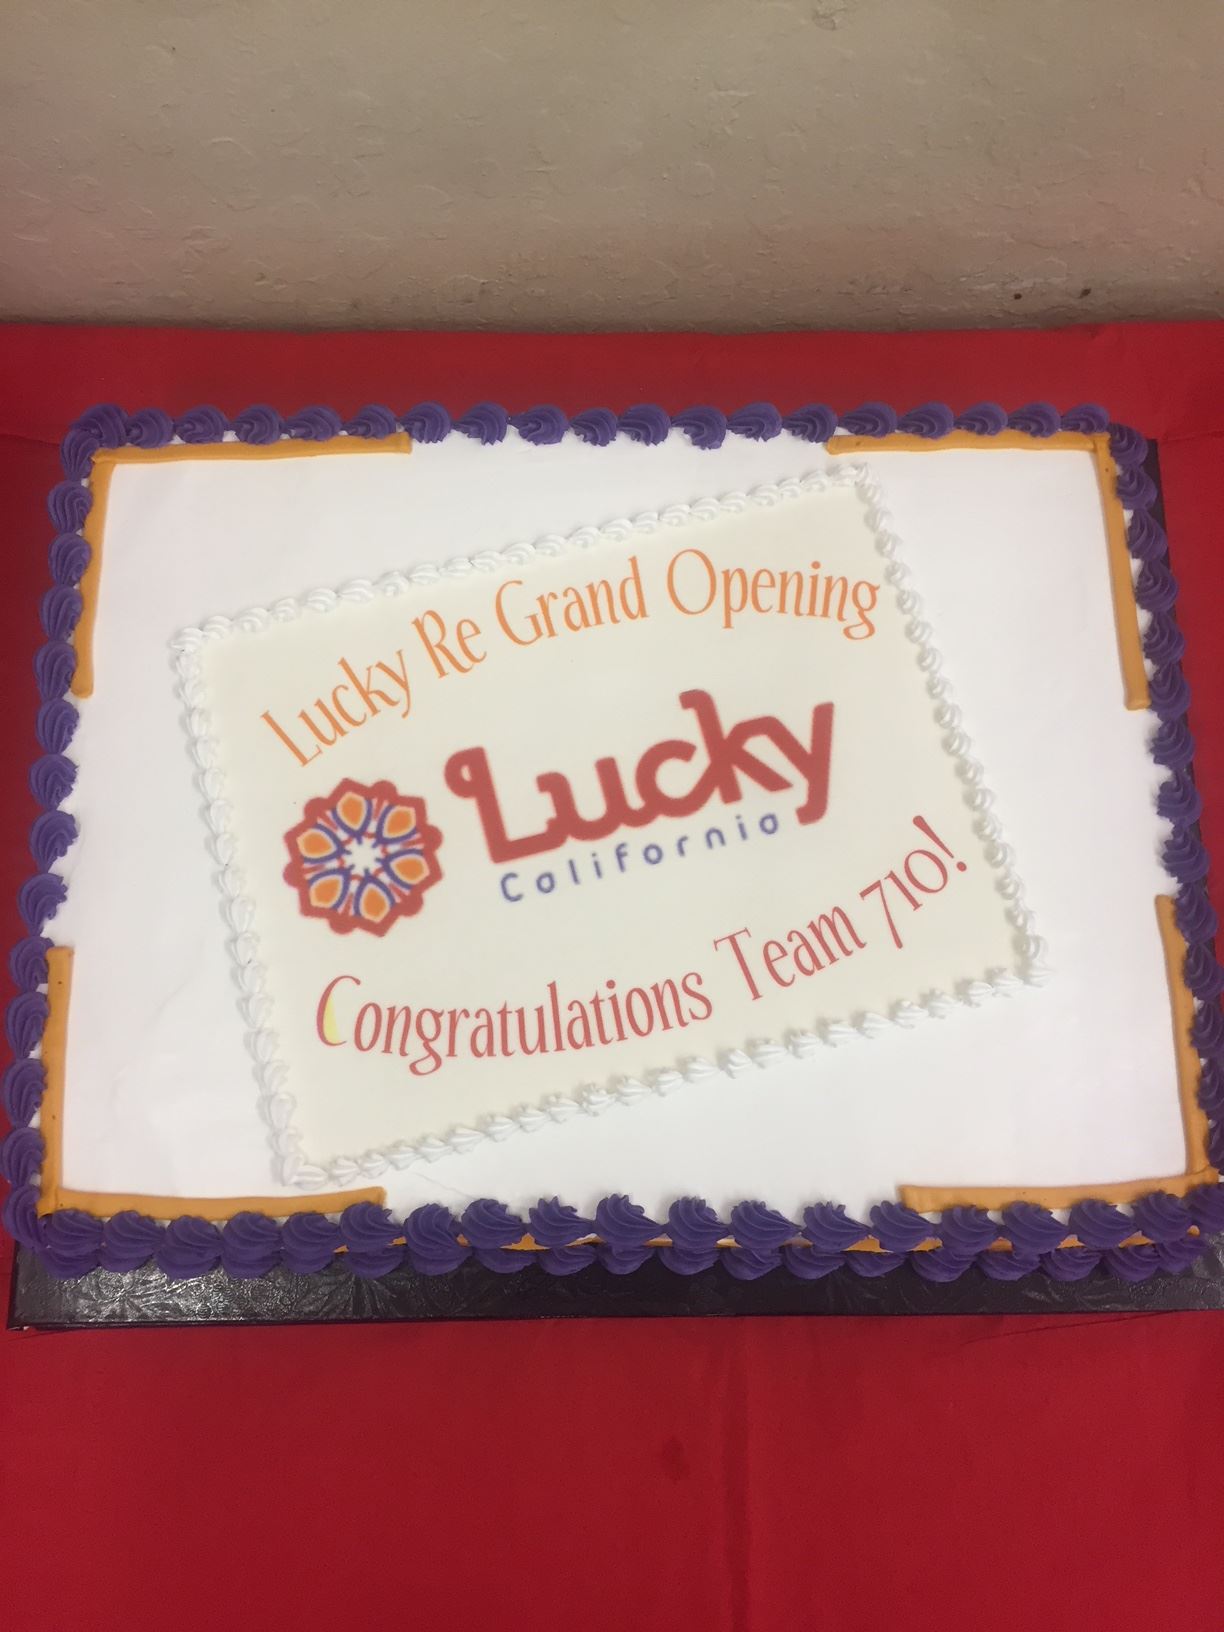 Lucky Re Grand Opening
Lucky
California
Congratulations Team 710!